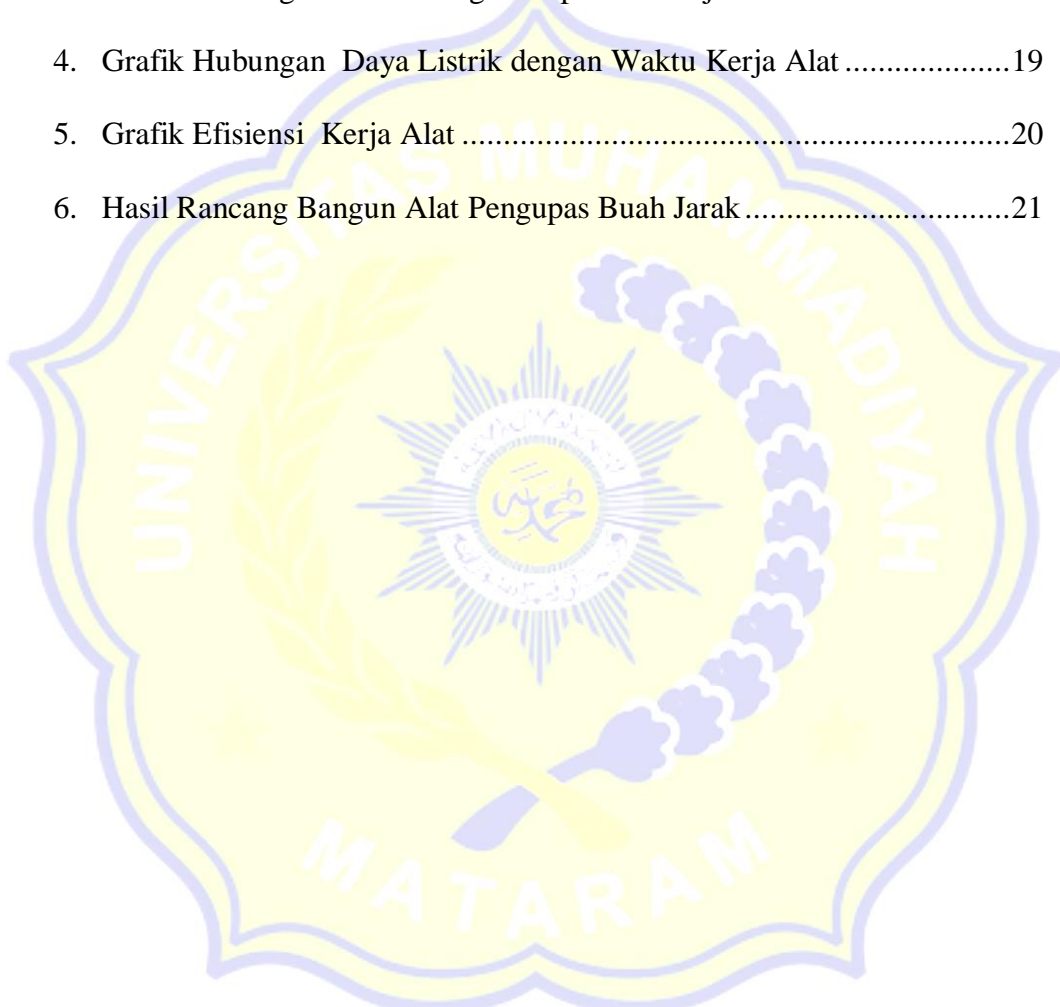 4. Grafik Hubungan Daya Listrik dengan Waktu Kerja Alat ....................19
5. Grafik Efisiensi Kerja Alat ..................................................................20
6. Hasil Rancang Bangun Alat Pengupas Buah Jarak ................................21
UNIVERSITAS MUHAMMADIYAH
MATARAM